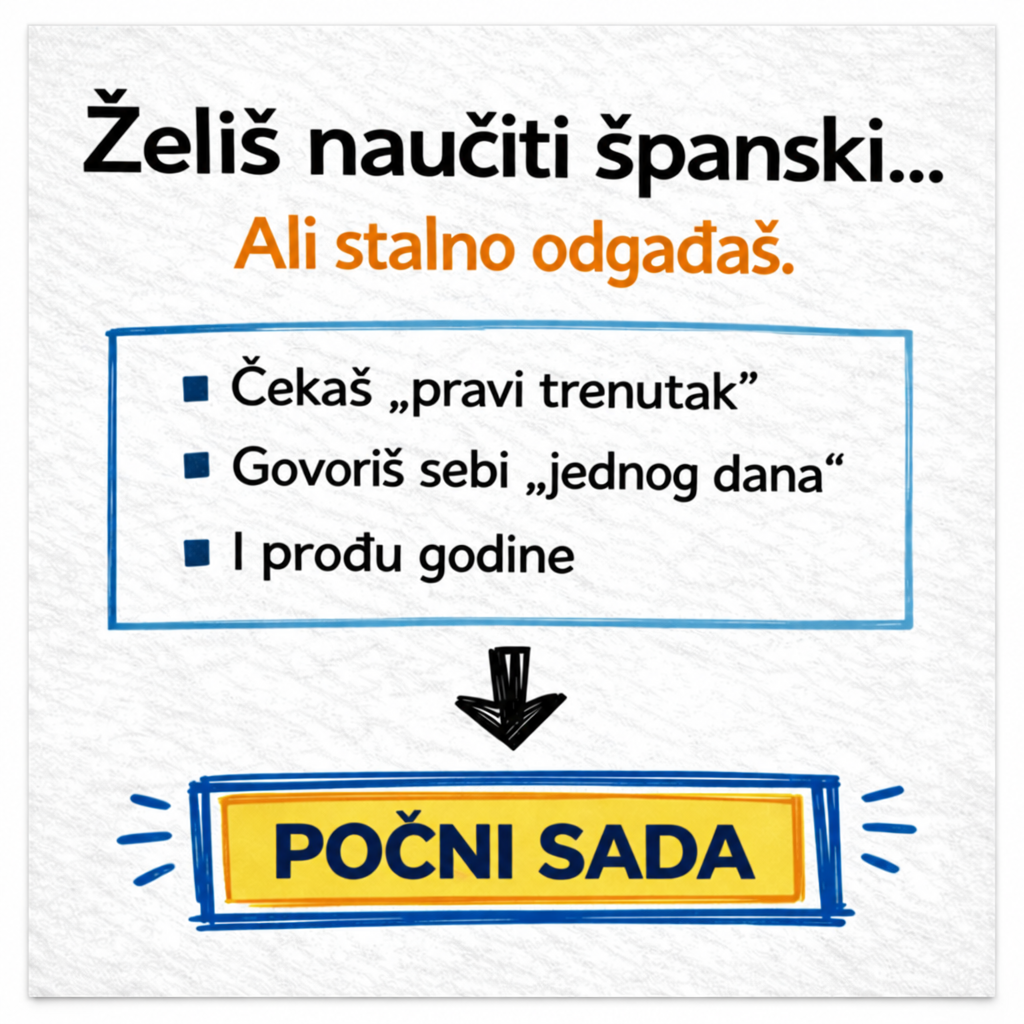 Želiš naučiti španski...
Ali stalno odgađaš.
Čekaš „pravi trenutak”
Govoriš sebi „jednog dana“
I prođu godine
POČNI SADA